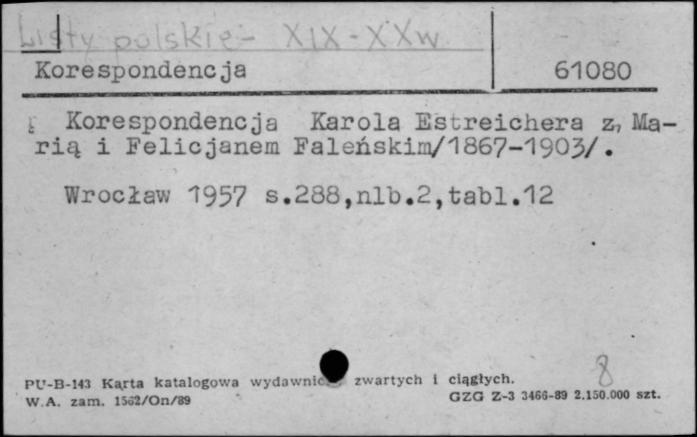 Listy polskie - XIX-XXw
Korespondencja 61080
Korespondencja Karola Estreichera z, Ma-
rią i Felicjanem Faleńskim/1867-1903/.
Wrocław 1957 s.288,nlb.2,tabl.12
8
PU-B-143 Karta katalogowa wydawnic zwartych i ciągłych.
W.A. zam. 1562/On/89 GZG Z-3 3466-89 2.150.000 szt.